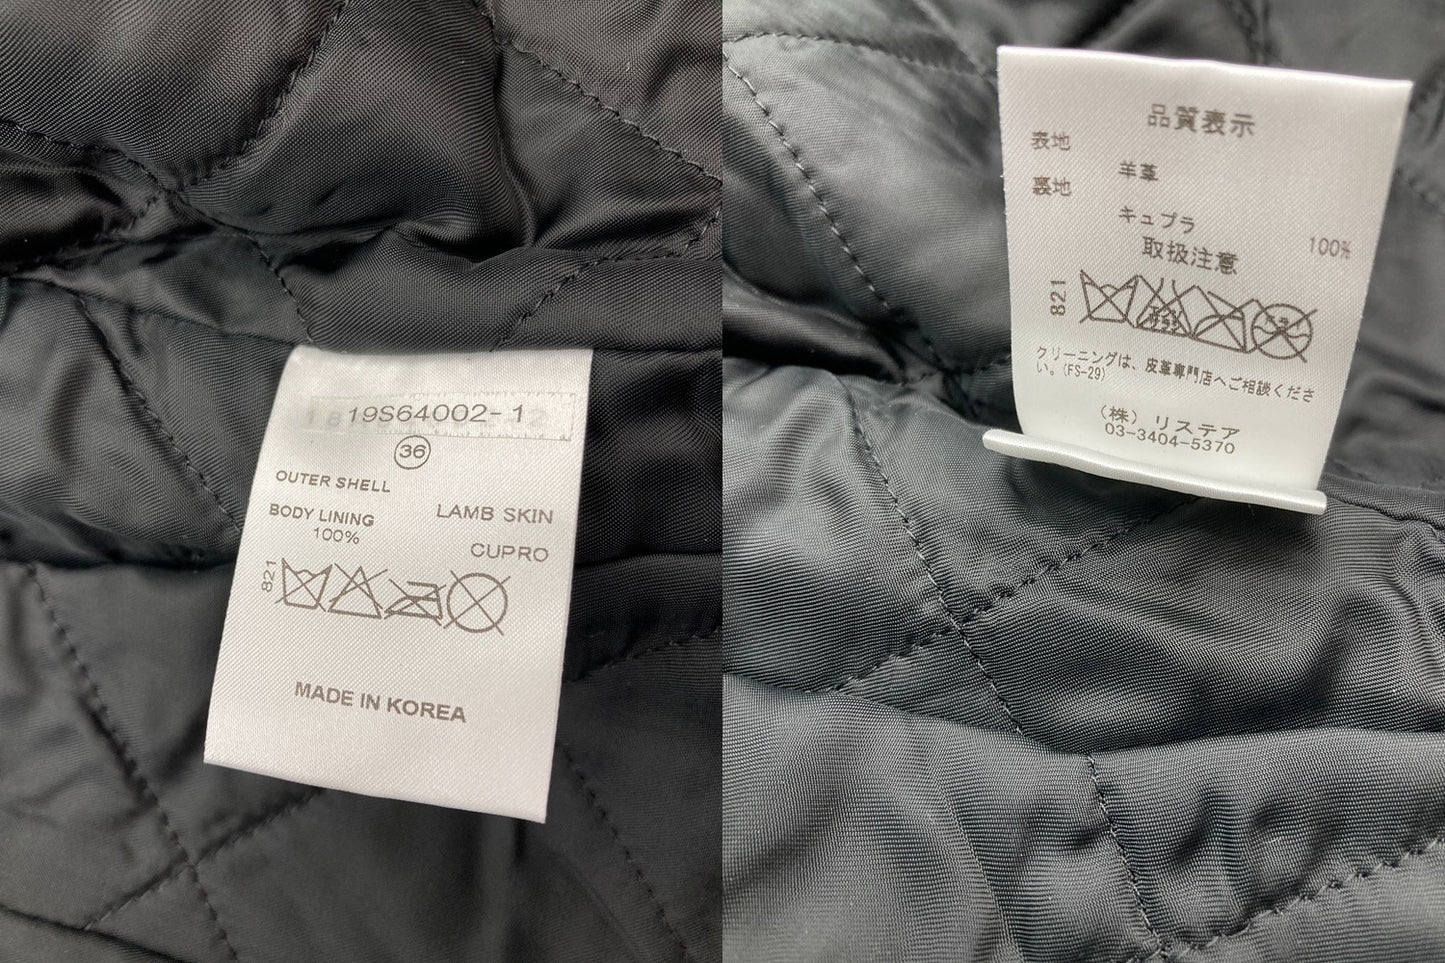 19S64002-1
36
OUTER SHELL
LAMB SKIN
BODY LINING
100%
CUPRO
821
MADE IN KOREA
品質表示
表地
羊革
裏地
キュプラ
100%
取扱注意
821
クリーニングは、皮革専門店へご相談くださ
い。(FS-29)
(株)リステア
03-3404-5370